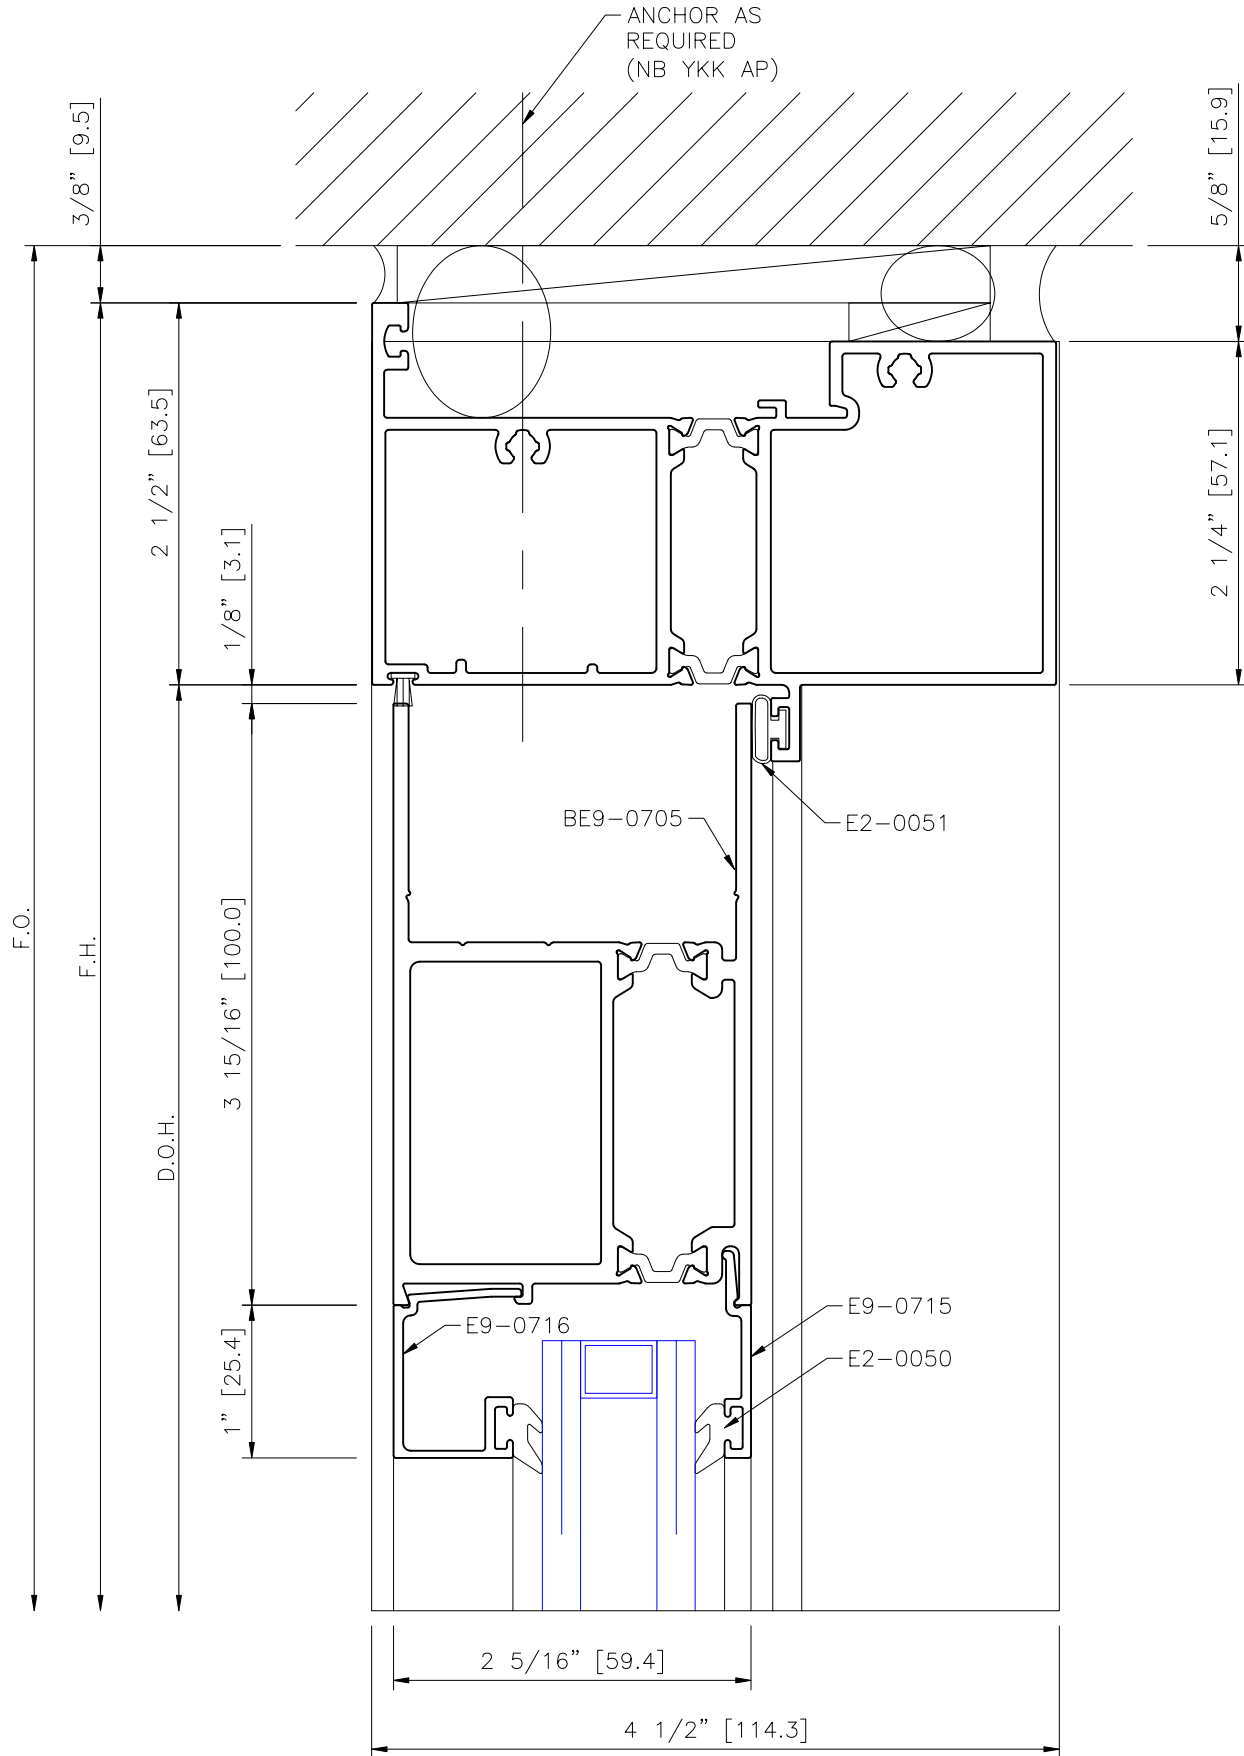 ANCHOR AS
REQUIRED
(NB YKK AP)
3/8" [9.5]
5/8" [15.9]
2 1/2" [63.5]
2 1/4" [57.1]
1/8" [3.1]
BE9-0705
E2-0051
F.O.
F.H.
3 15/16" [100.0]
D.O.H.
E9-0716
E9-0715
E2-0050
1" [25.4]
2 5/16" [59.4]
4 1/2" [114.3]